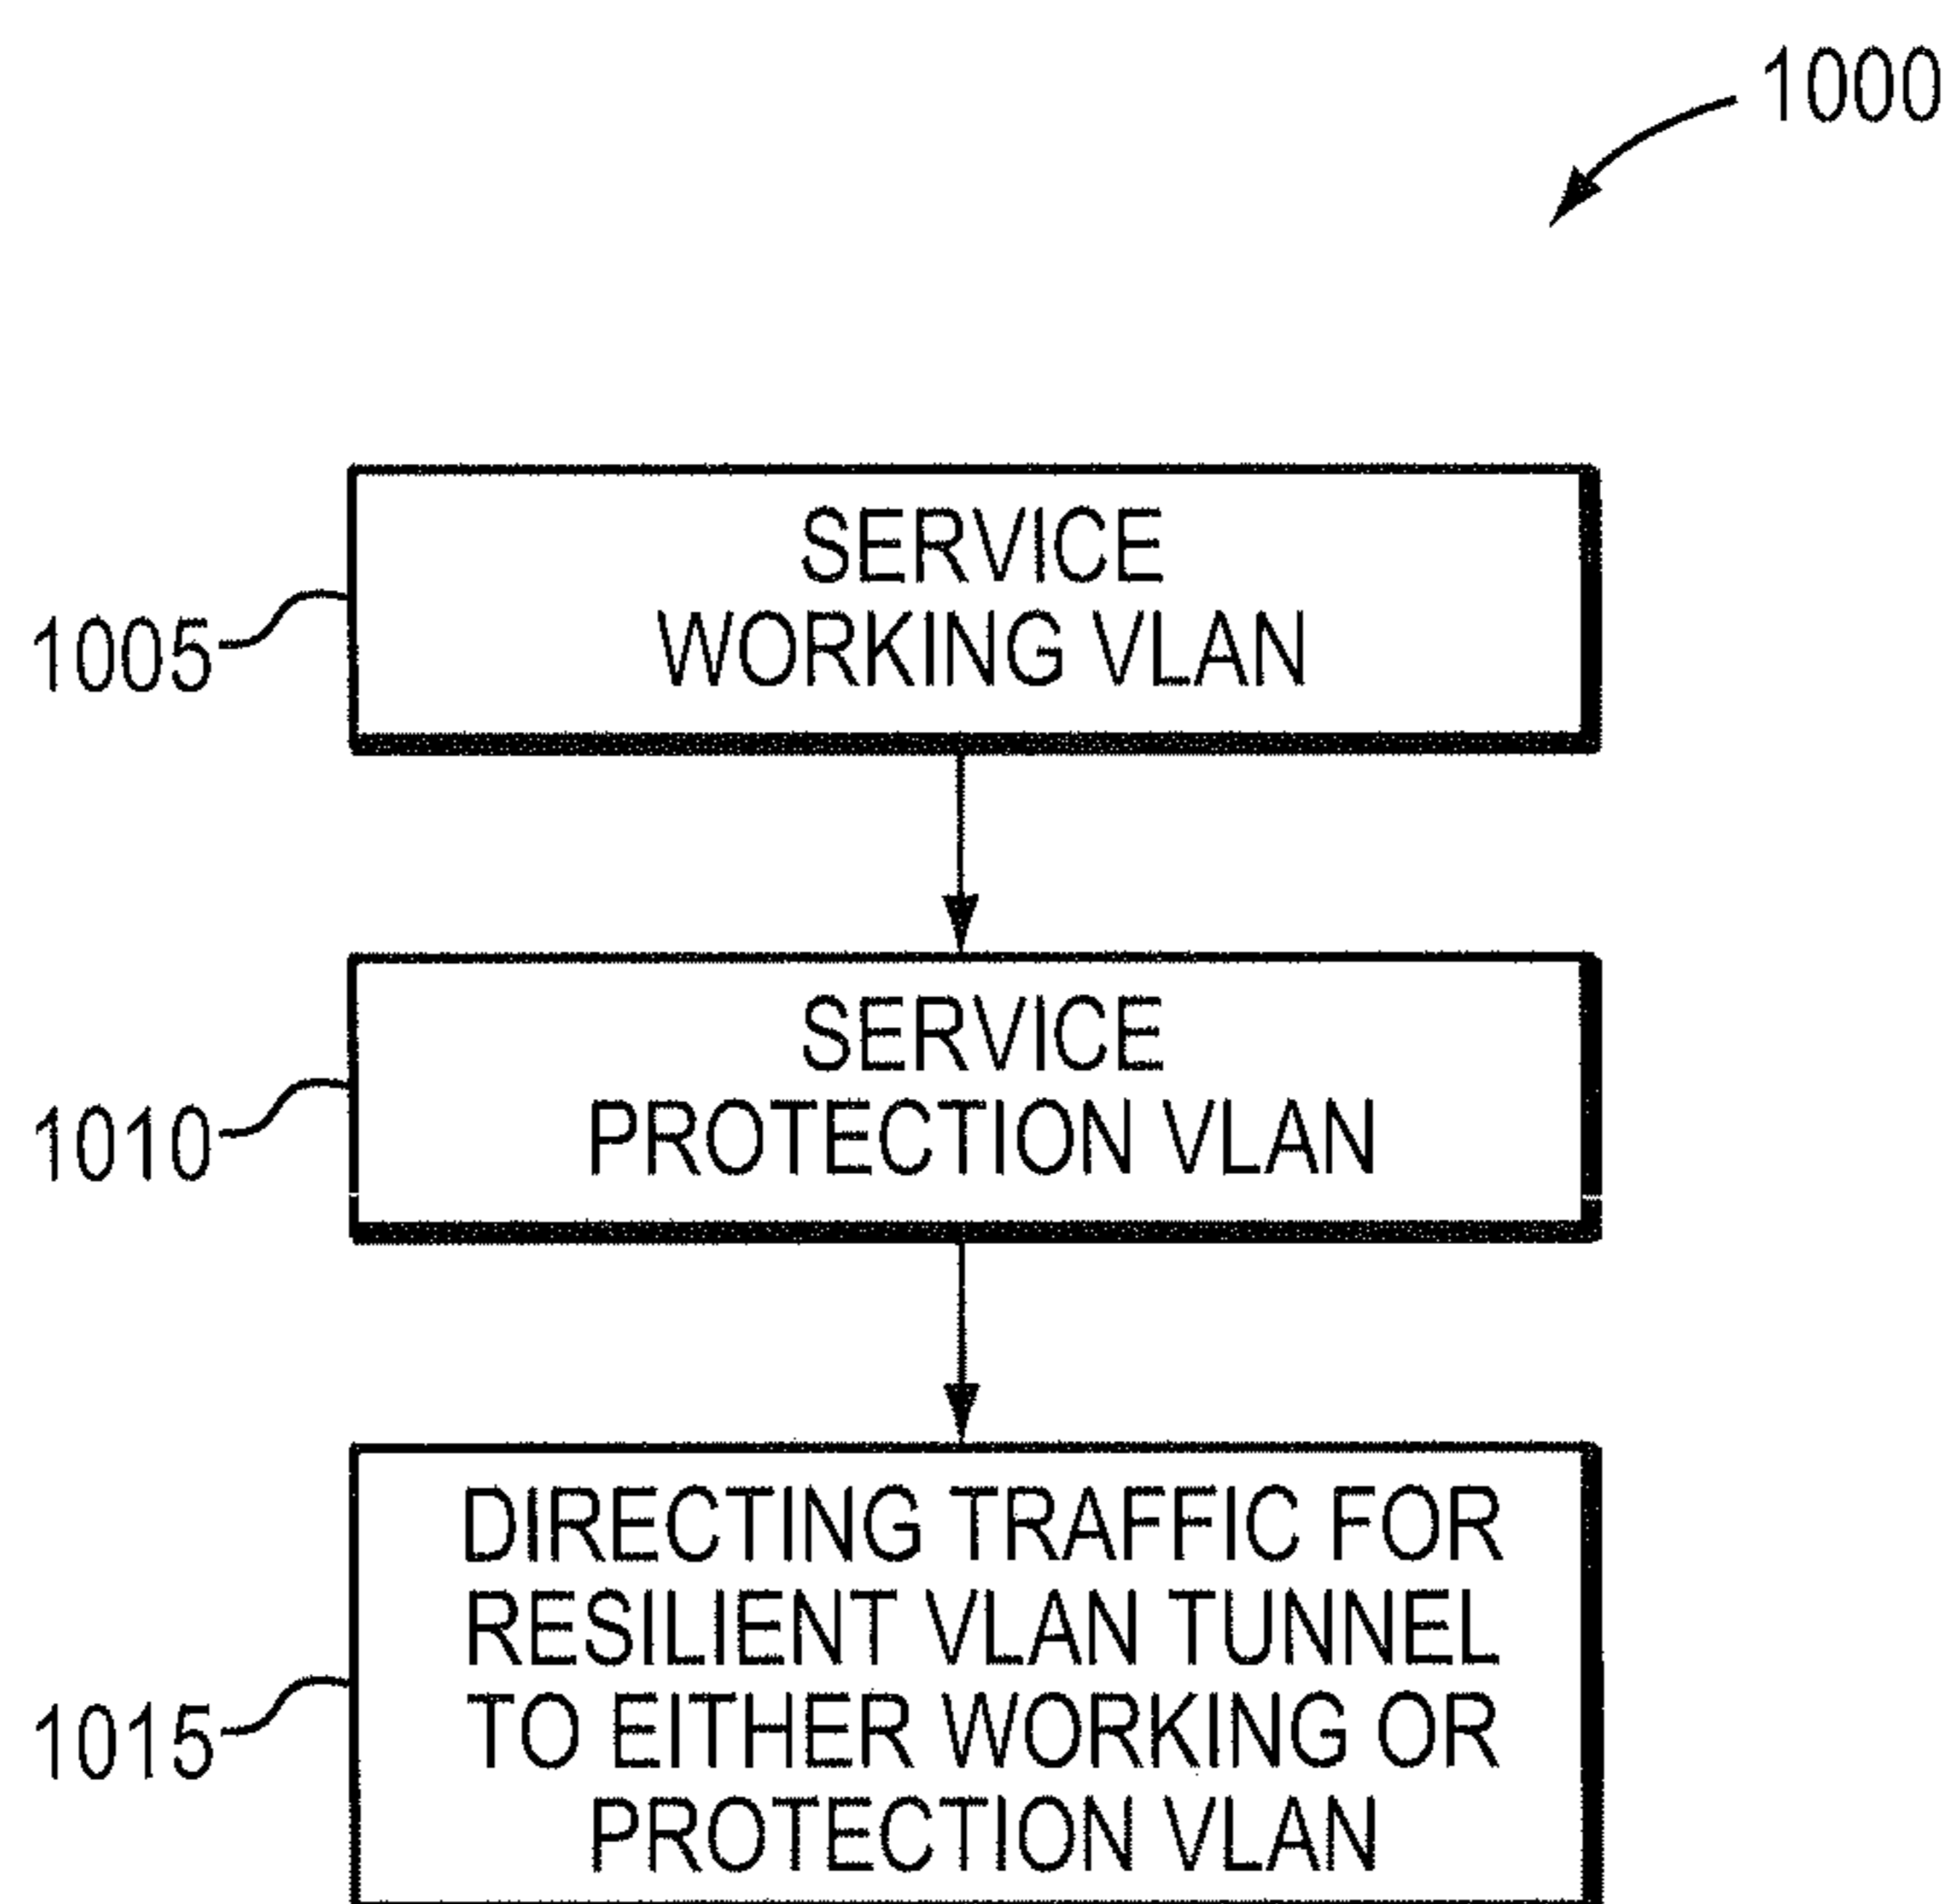 1000
SERVICE
WORKING VLAN
1005
SERVICE
PROTECTION VLAN
1010
DIRECTING TRAFFIC FOR
RESILIENT VLAN TUNNEL
TO EITHER WORKING OR
PROTECTION VLAN
1015